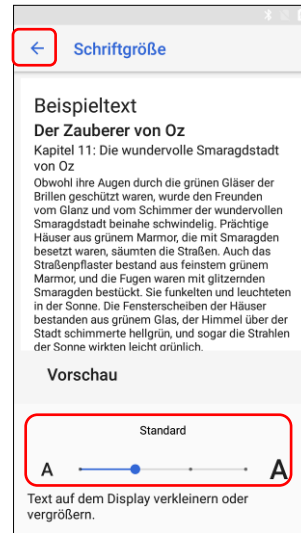 Schriftgröße
Beispieltext
Der Zauberer von Oz
Kapitel 11: Die wundervolle Smaragdstadt
von Oz
Obwohl ihre Augen durch die grünen Gläser der
Brillen geschützt waren, wurde den Freunden
vom Glanz und vom Schimmer der wundervollen
Smaragdstadt beinahe schwindelig. Prächtige
Häuser aus grünem Marmor, die mit Smaragden
besetzt waren, säumten die Straßen. Auch das
Straßenpflaster bestand aus feinstem grünem
Marmor, und die Fugen waren mit glitzernden
Smaragden bestückt. Sie funkelten und leuchteten
in der Sonne. Die Fensterscheiben der Häuser
bestanden aus grünem Glas, der Himmel über der
Stadt schimmerte hellgrün, und sogar die Strahlen
der Sonne wirkten leicht grünlich.
Vorschau
Standard
A A
Text auf dem Display verkleinern oder
vergrößern.